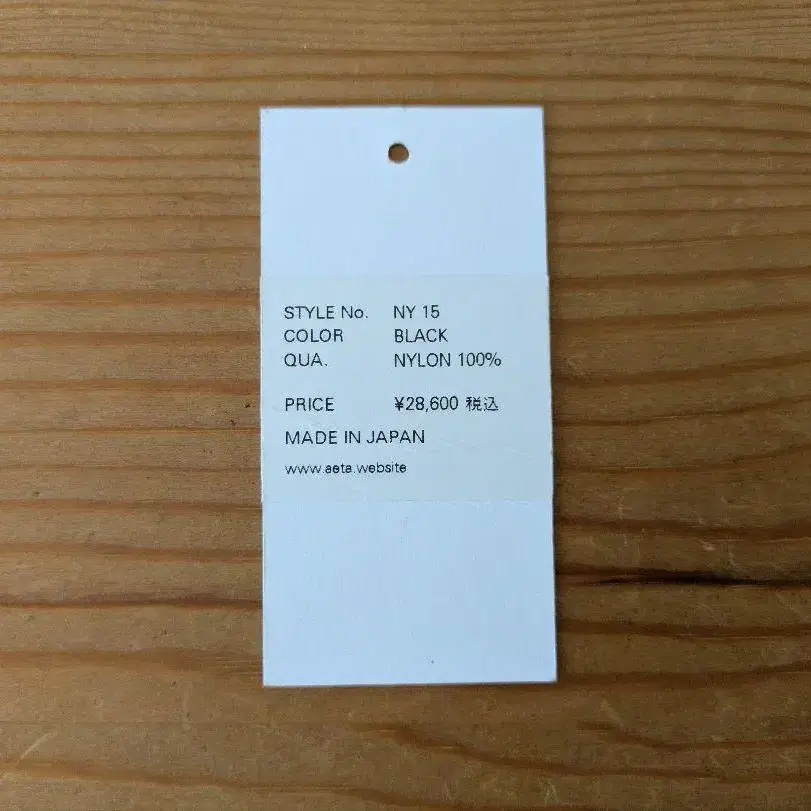 STYLE No. NY 15
COLOR BLACK
QUA. NYLON 100%
PRICE ¥28,600 税込
MADE IN JAPAN
www.aeta.website